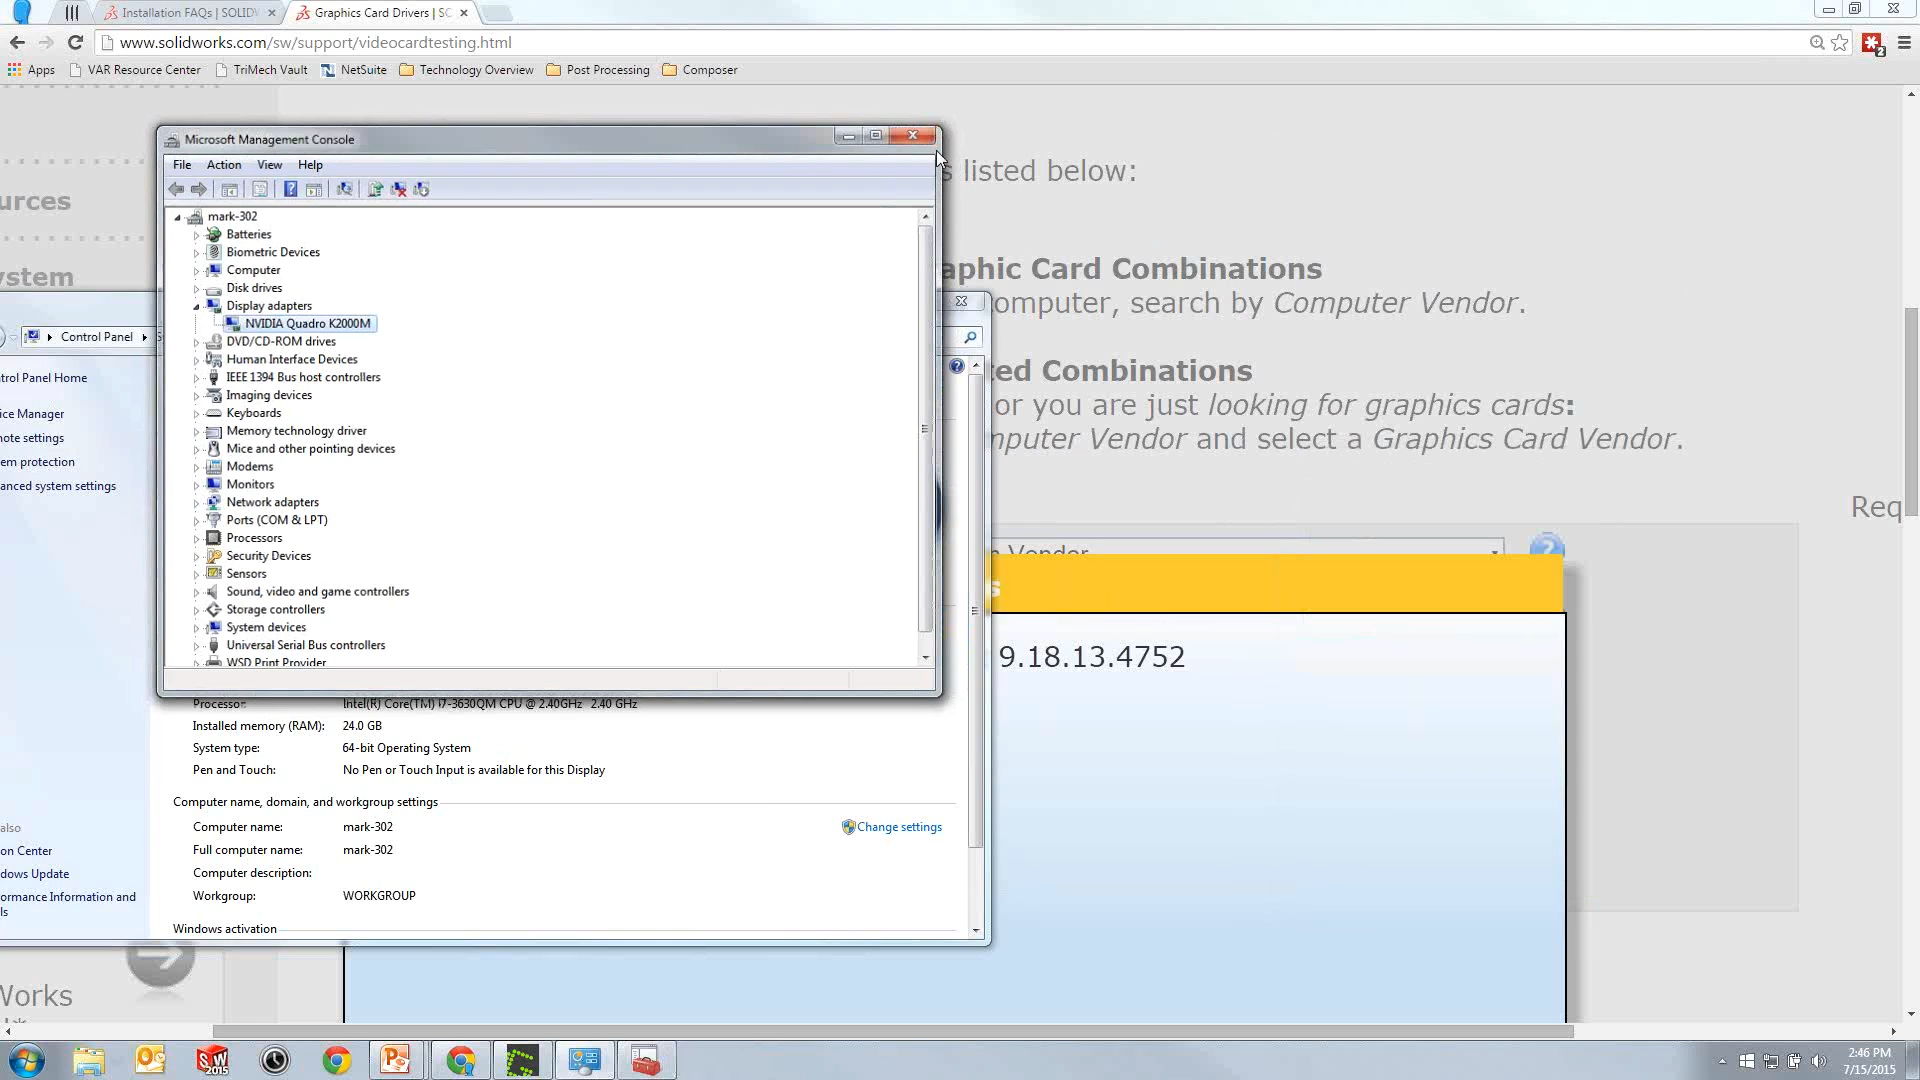 Installation FAQs | SOLIDW
Graphics Card Drivers | SC
www.solidworks.com/sw/support/videocardtesting.html
2
Apps
VAR Resource Center
TriMech Vault
NetSuite
Technology Overview
Post Processing
Composer
Microsoft Management Console
File Action View Help
mark-302
Batteries
Biometric Devices
Computer
Disk drives
Display adapters
NVIDIA Quadro K2000M
DVD/CD-ROM drives
Human Interface Devices
IEEE 1394 Bus host controllers
Imaging devices
Keyboards
Memory technology driver
Mice and other pointing devices
Modems
Monitors
Network adapters
Ports (COM & LPT)
Processors
Security Devices
Sensors
Sound, video and game controllers
Storage controllers
System devices
Universal Serial Bus controllers
WSD Print Provider
s listed below:
aphic Card Combinations
omputer, search by Computer Vendor.
ted Combinations
or you are just looking for graphics cards:
mputer Vendor and select a Graphics Card Vendor.
Req
Vendor
s
9.18.13.4752
urces
ystem
Control Panel
trol Panel Home
ice Manager
note settings
em protection
anced system settings
Processor: Intel(R) Core(TM) i7-3630QM CPU @ 2.40GHz 2.40 GHz
Installed memory (RAM): 24.0 GB
System type: 64-bit Operating System
Pen and Touch: No Pen or Touch Input is available for this Display
Computer name, domain, and workgroup settings
Computer name: mark-302
Change settings
Full computer name: mark-302
Computer description:
Workgroup: WORKGROUP
Windows activation
also
on Center
dows Update
ormance Information and
ls
Works
SW 2015
2:46 PM
7/15/2015